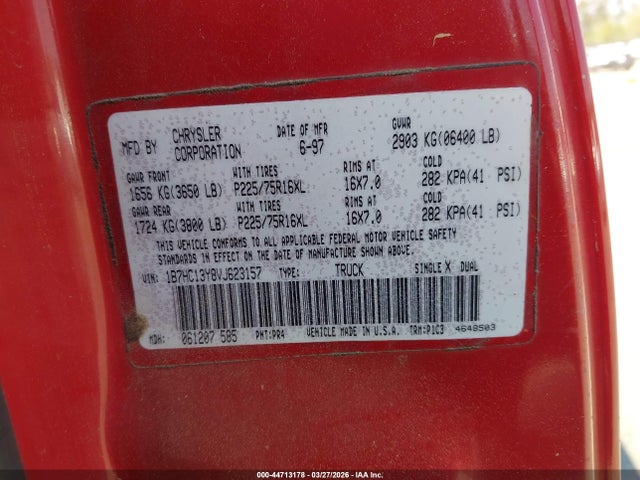 MFD BY CHRYSLER CORPORATION DATE OF MFR 6-97 GVWR 2903 KG(06400 LB)
GAWR FRONT WITH TIRES RIMS AT COLD
1656 KG(3650 LB) P225/75R16XL 16X7.0 282 KPA(41 PSI)
GAWR REAR WITH TIRES RIMS AT COLD
1724 KG(3800 LB) P225/75R16XL 16X7.0 282 KPA(41 PSI)
THIS VEHICLE CONFORMS TO ALL APPLICABLE FEDERAL MOTOR VEHICLE SAFETY
STANDARDS IN EFFECT ON THE DATE OF MANUFACTURE SHOWN ABOVE.
VIN: 1B7HC13Y8VJ623157 TYPE: TRUCK SINGLE X DUAL
MDH: 061207 585 PNT:PR4 VEHICLE MADE IN U.S.A. TRM:P1C3 4648503
000-44713178 - 03/27/2026 - IAA Inc.